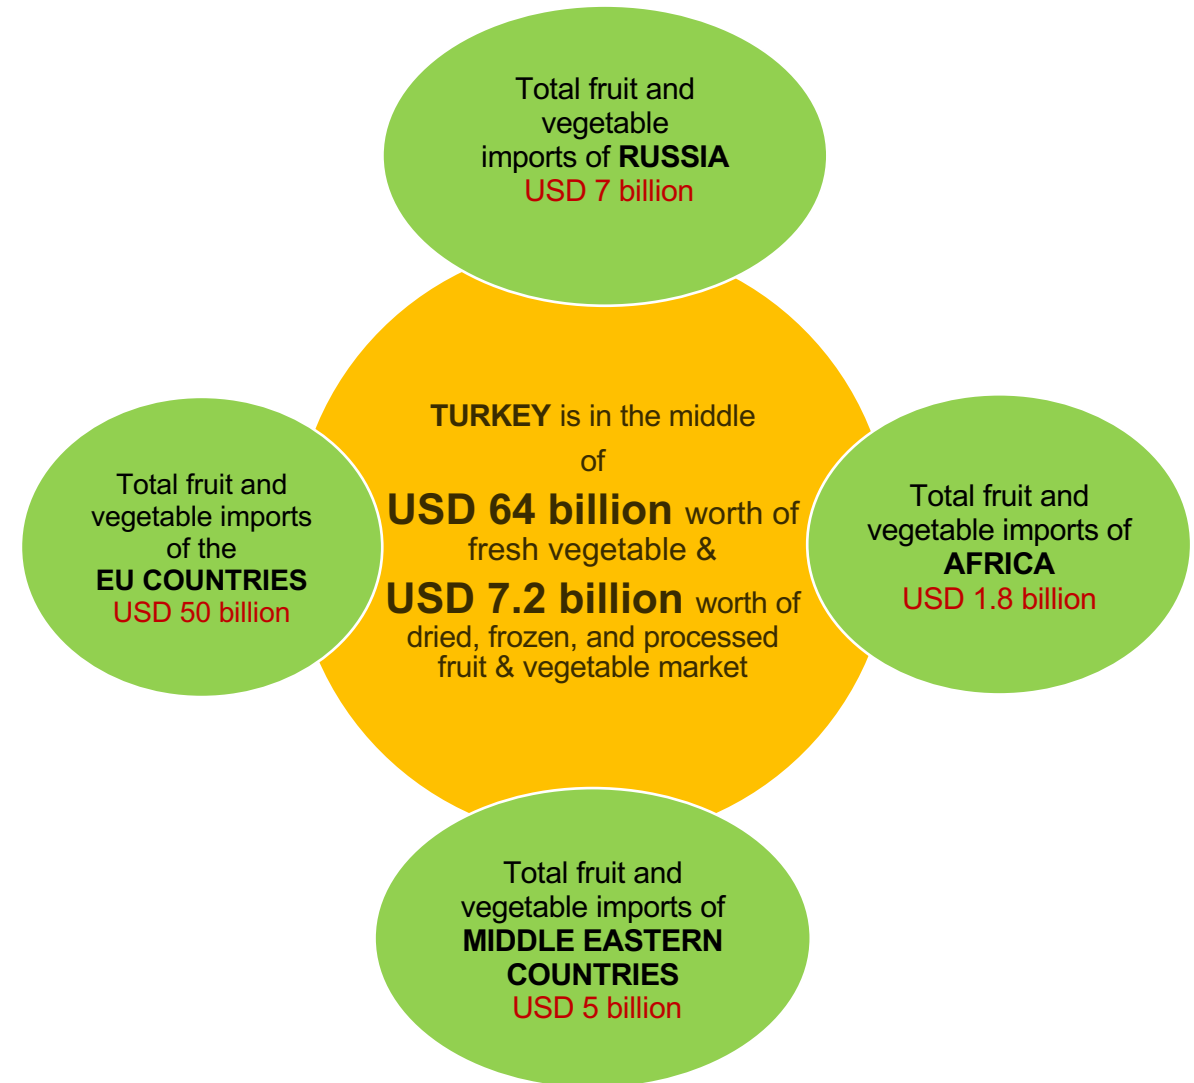 Total fruit and
vegetable
imports of RUSSIA
USD 7 billion
TURKEY is in the middle
of
USD 64 billion worth of
fresh vegetable &
USD 7.2 billion worth of
dried, frozen, and processed
fruit & vegetable market
Total fruit and
vegetable imports
of the
EU COUNTRIES
USD 50 billion
Total fruit and
vegetable imports of
AFRICA
USD 1.8 billion
Total fruit and
vegetable imports of
MIDDLE EASTERN
COUNTRIES
USD 5 billion